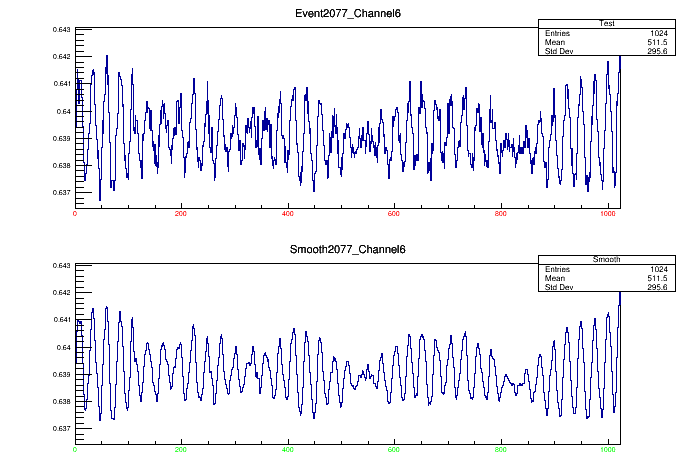 Event2077_Channel6
Test
Entries 1024
Mean 511.5
Std Dev 295.6
0.643
0.642
0.641
0.64
0.639
0.638
0.637
0 200 400 600 800 1000
Smooth2077_Channel6
Smooth
Entries 1024
Mean 511.5
Std Dev 295.6
0.643
0.642
0.641
0.64
0.639
0.638
0.637
0 200 400 600 800 1000